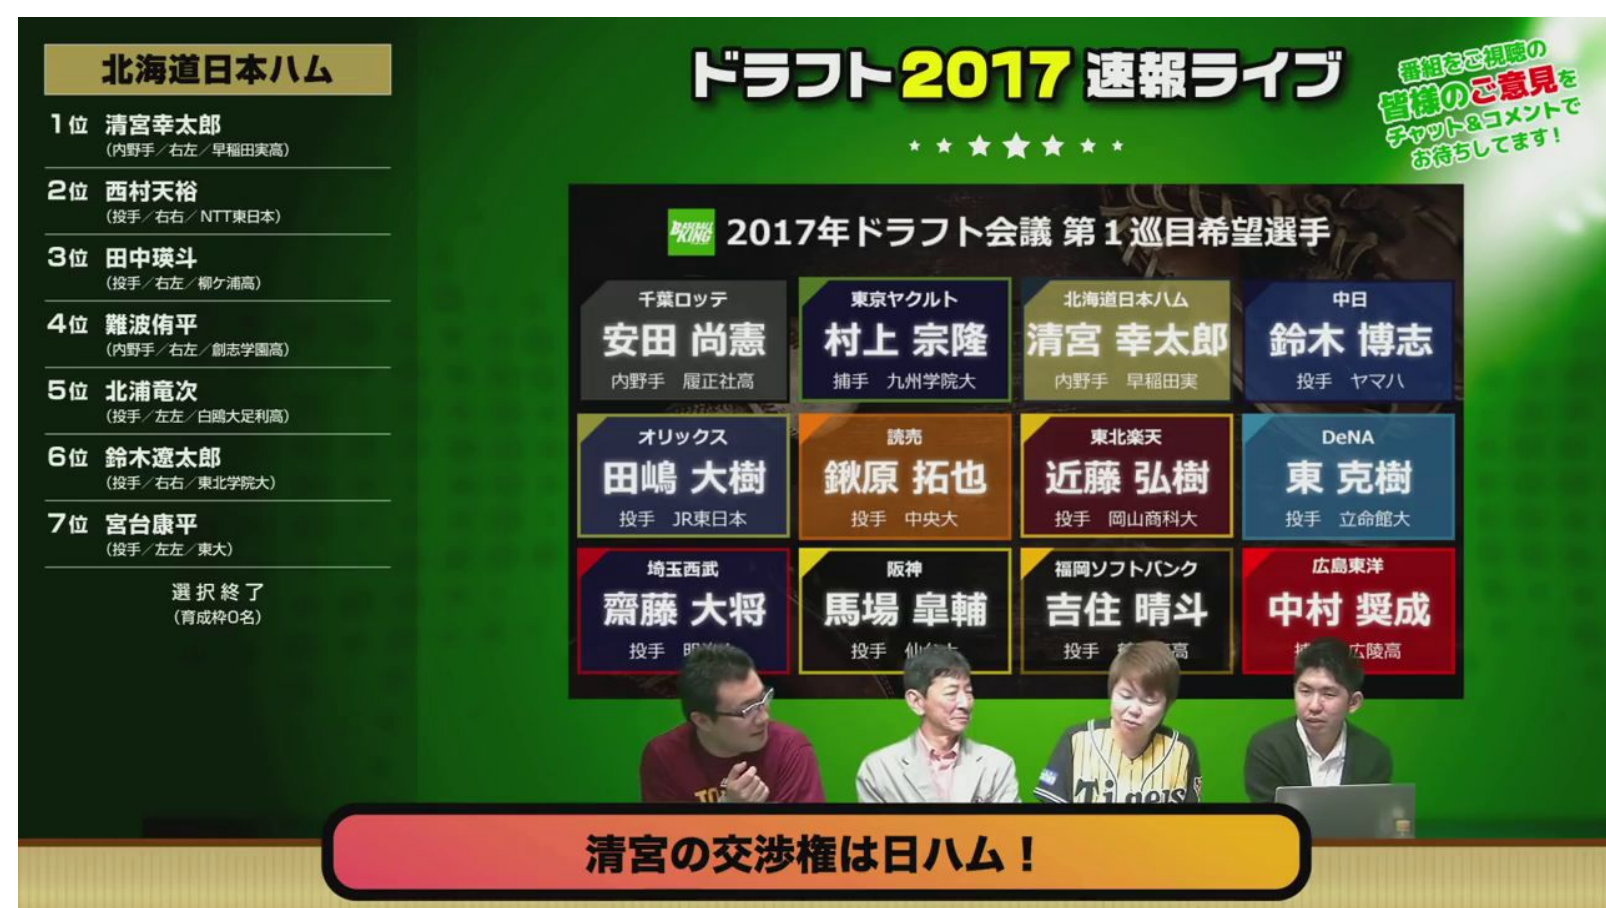 北海道日本ハム
1位 清宮幸太郎
(内野手／右左／早稲田実高)
2位 西村天裕
(投手／右右／NTT東日本)
3位 田中瑛斗
(投手／右左／柳ケ浦高)
4位 難波侑平
(内野手／右左／創志学園高)
5位 北浦竜次
(投手／左左／白鴎大足利高)
6位 鈴木遼太郎
(投手／右右／東北学院大)
7位 宮台康平
(投手／左左／東大)
選択終了
(育成枠0名)
ドラフト2017速報ライブ
番組をご視聴の
皆様のご意見を
チャット&コメントで
お待ちしてます!
BASEBALL KING 2017年ドラフト会議 第1巡目希望選手
千葉ロッテ 東京ヤクルト 北海道日本ハム 中日
安田 尚憲 村上 宗隆 清宮 幸太郎 鈴木 博志
内野手 履正社高 捕手 九州学院大 内野手 早稲田実 投手 ヤマハ
オリックス 読売 東北楽天 DeNA
田嶋 大樹 鍬原 拓也 近藤 弘樹 東 克樹
投手 JR東日本 投手 中央大 投手 岡山商科大 投手 立命館大
埼玉西武 阪神 福岡ソフトバンク 広島東洋
齋藤 大将 馬場 皐輔 吉住 晴斗 中村 奨成
投手 投手 投手 広陵高
Tigers
清宮の交渉権は日ハム！